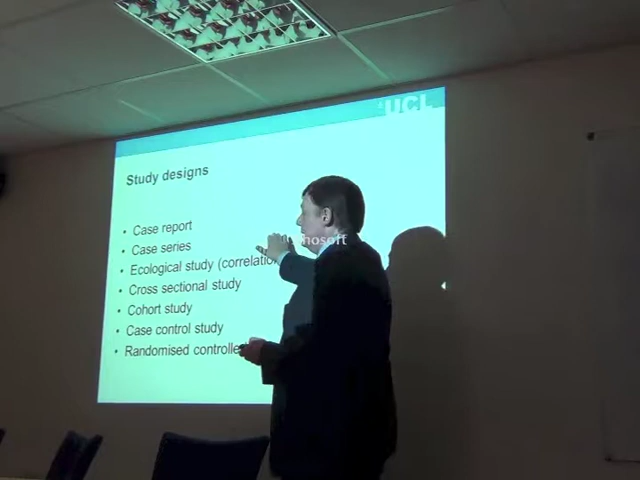 UCL
Study designs
• Case report
• Case series
• Ecological study (correlation
• Cross sectional study
• Cohort study
• Case control study
• Randomised controlle